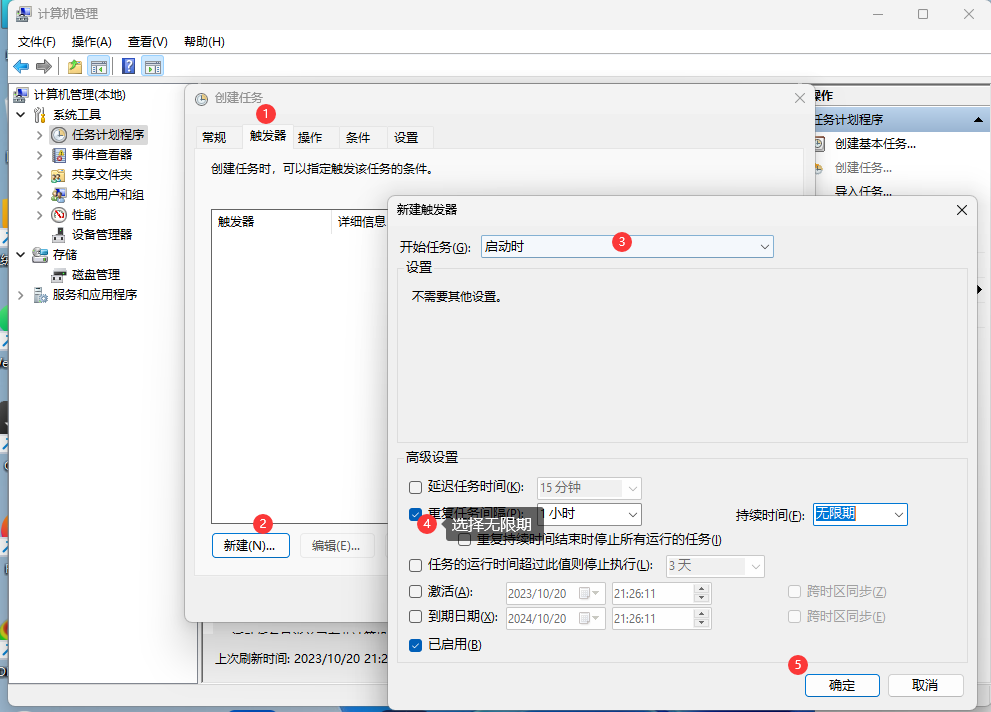 计算机管理
文件(F) 操作(A) 查看(V) 帮助(H)
计算机管理(本地)
系统工具
任务计划程序
事件查看器
共享文件夹
本地用户和组
性能
设备管理器
存储
磁盘管理
服务和应用程序
创建任务
1
常规 触发器 操作 条件 设置
创建任务时，可以指定触发该任务的条件。
触发器 详细信息
2
新建(N)... 编辑(E)...
上次刷新时间: 2023/10/20 21:2
操作
任务计划程序
创建基本任务...
创建任务...
导入任务...
新建触发器
开始任务(G): 启动时 3
设置
不需要其他设置。
高级设置
延迟任务时间(K): 15 分钟
重复任务间隔(P): 1 小时 持续时间(F): 无限期
4 选择无限期
重复持续时间结束时停止所有运行的任务(I)
任务的运行时间超过此值则停止执行(L): 3 天
激活(A): 2023/10/20 21:26:11 跨时区同步(Z)
到期日期(X): 2024/10/20 21:26:11 跨时区同步(E)
已启用(B)
5
确定 取消